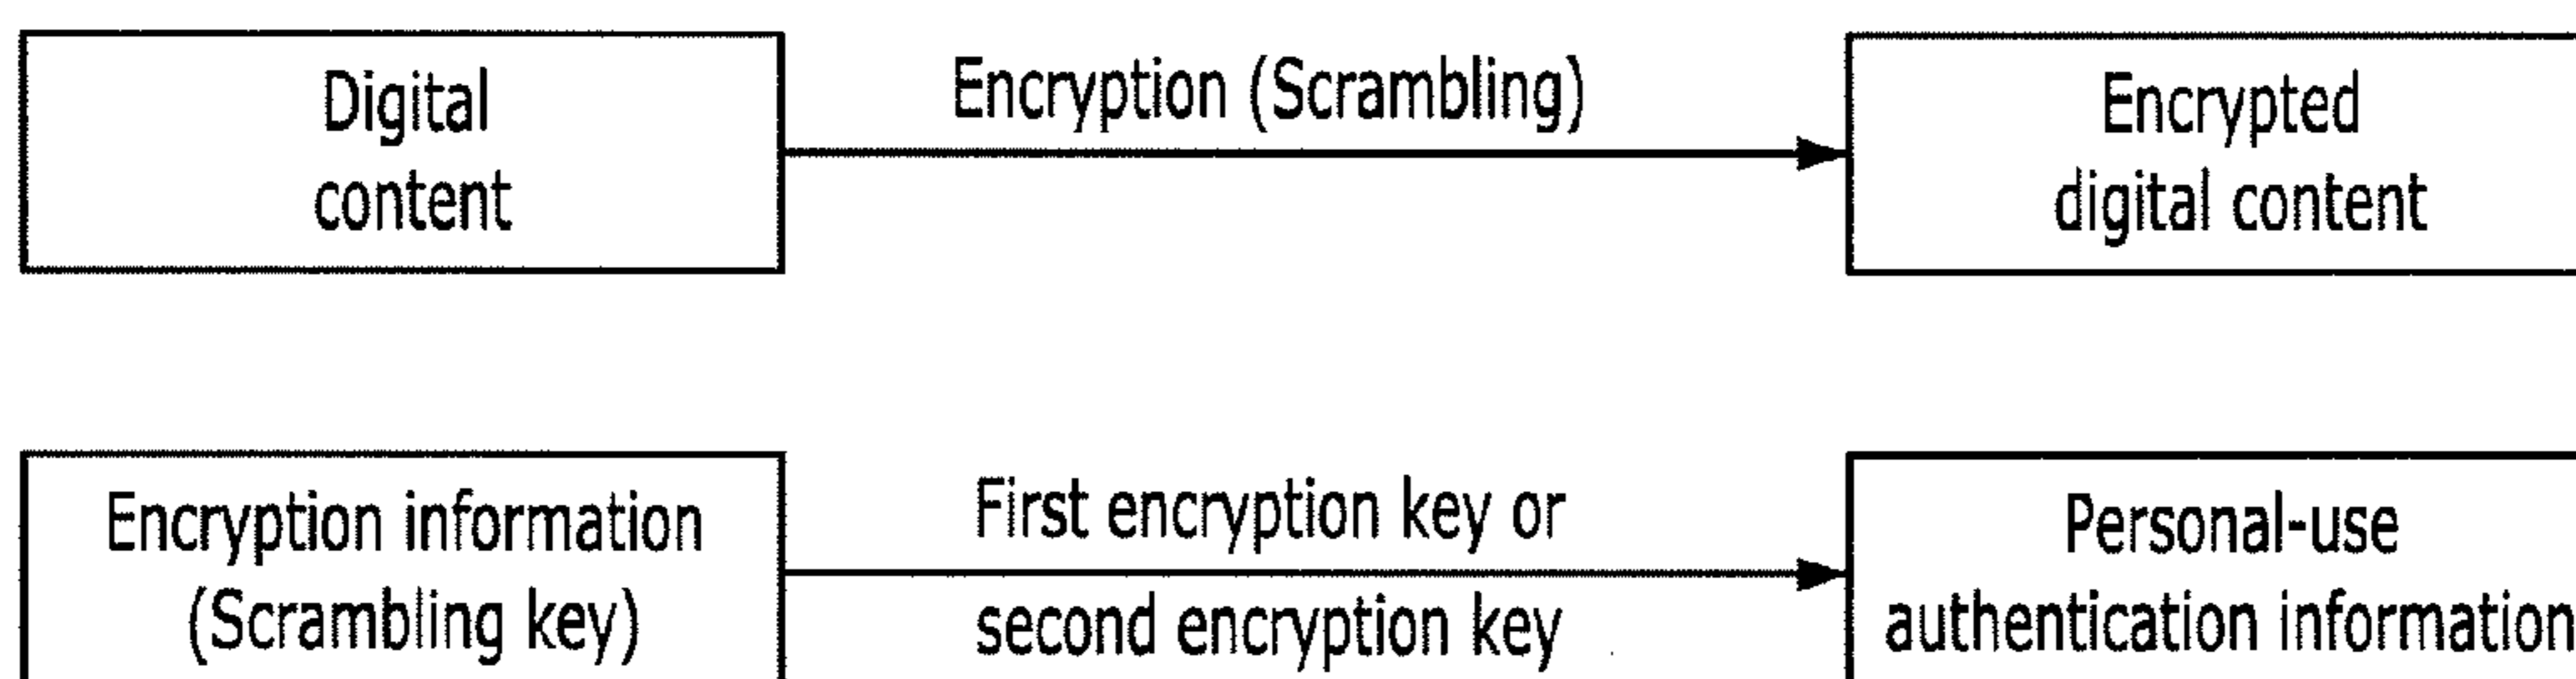 Digital
content
Encryption (Scrambling)
Encrypted
digital content
Encryption information
(Scrambling key)
First encryption key or
second encryption key
Personal-use
authentication information